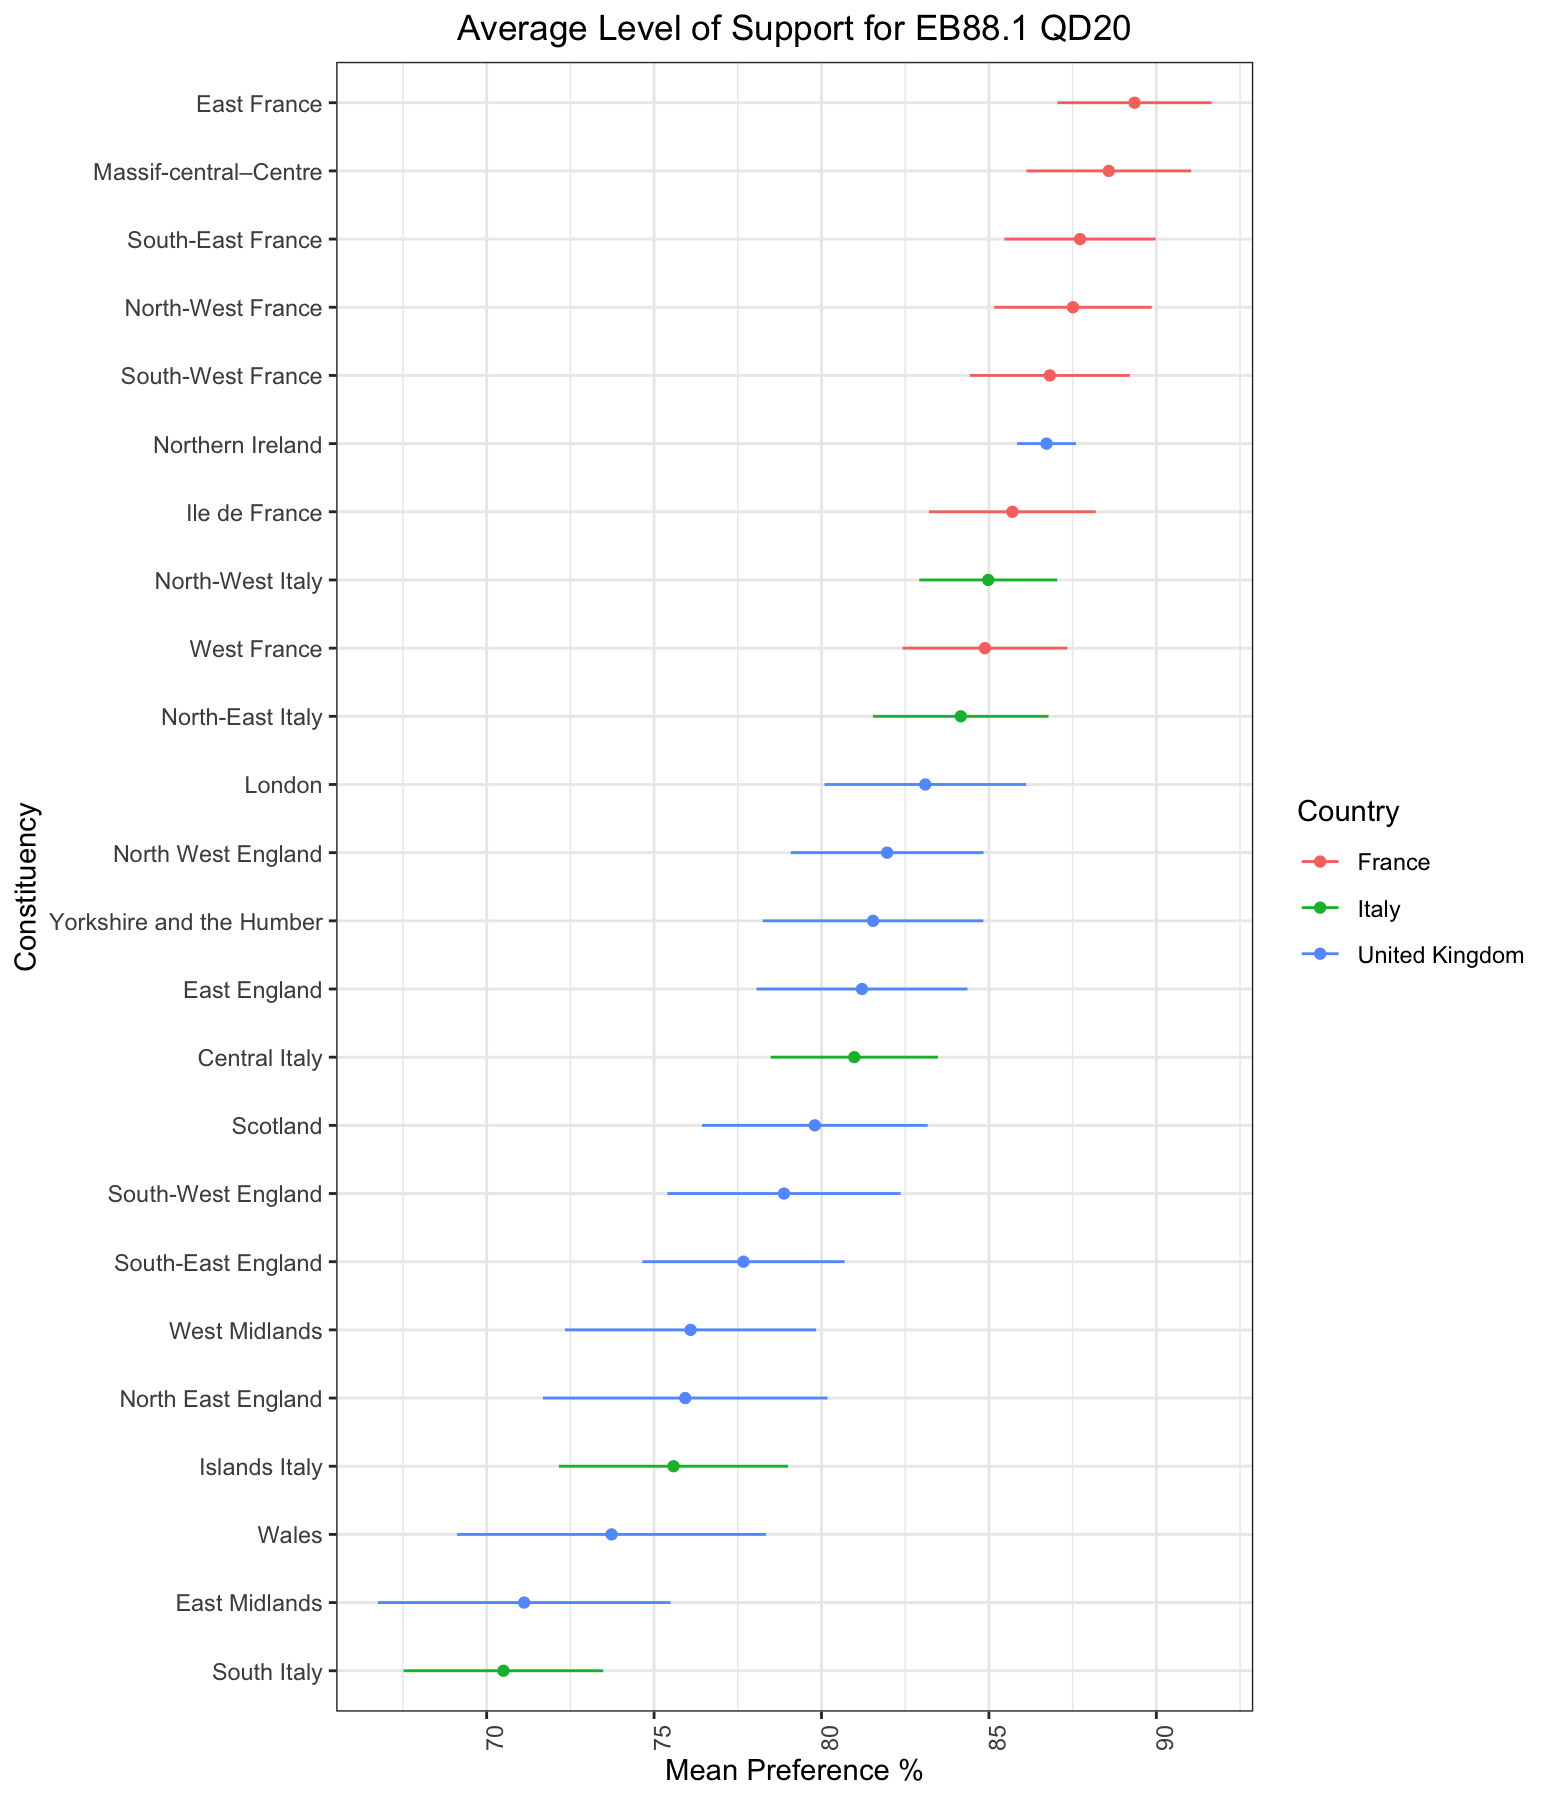 Average Level of Support for EB88.1 QD20
East France
Massif-central–Centre
South-East France
North-West France
South-West France
Northern Ireland
Ile de France
North-West Italy
West France
North-East Italy
London
North West England
Yorkshire and the Humber
East England
Central Italy
Scotland
South-West England
South-East England
West Midlands
North East England
Islands Italy
Wales
East Midlands
South Italy
Constituency
70
75
80
85
90
Mean Preference %
Country
France
Italy
United Kingdom